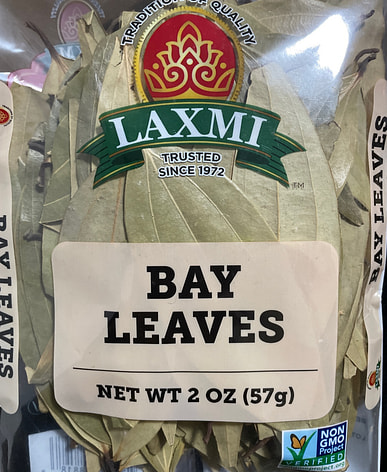 TRADITION OF QUALITY
LAXMI
TRUSTED
SINCE 1972
TM
BAY
LEAVES
NET WT 2 OZ (57g)
BAY LEAVES
BAY LEAVES
NON
GMO
Project
VERIFIED